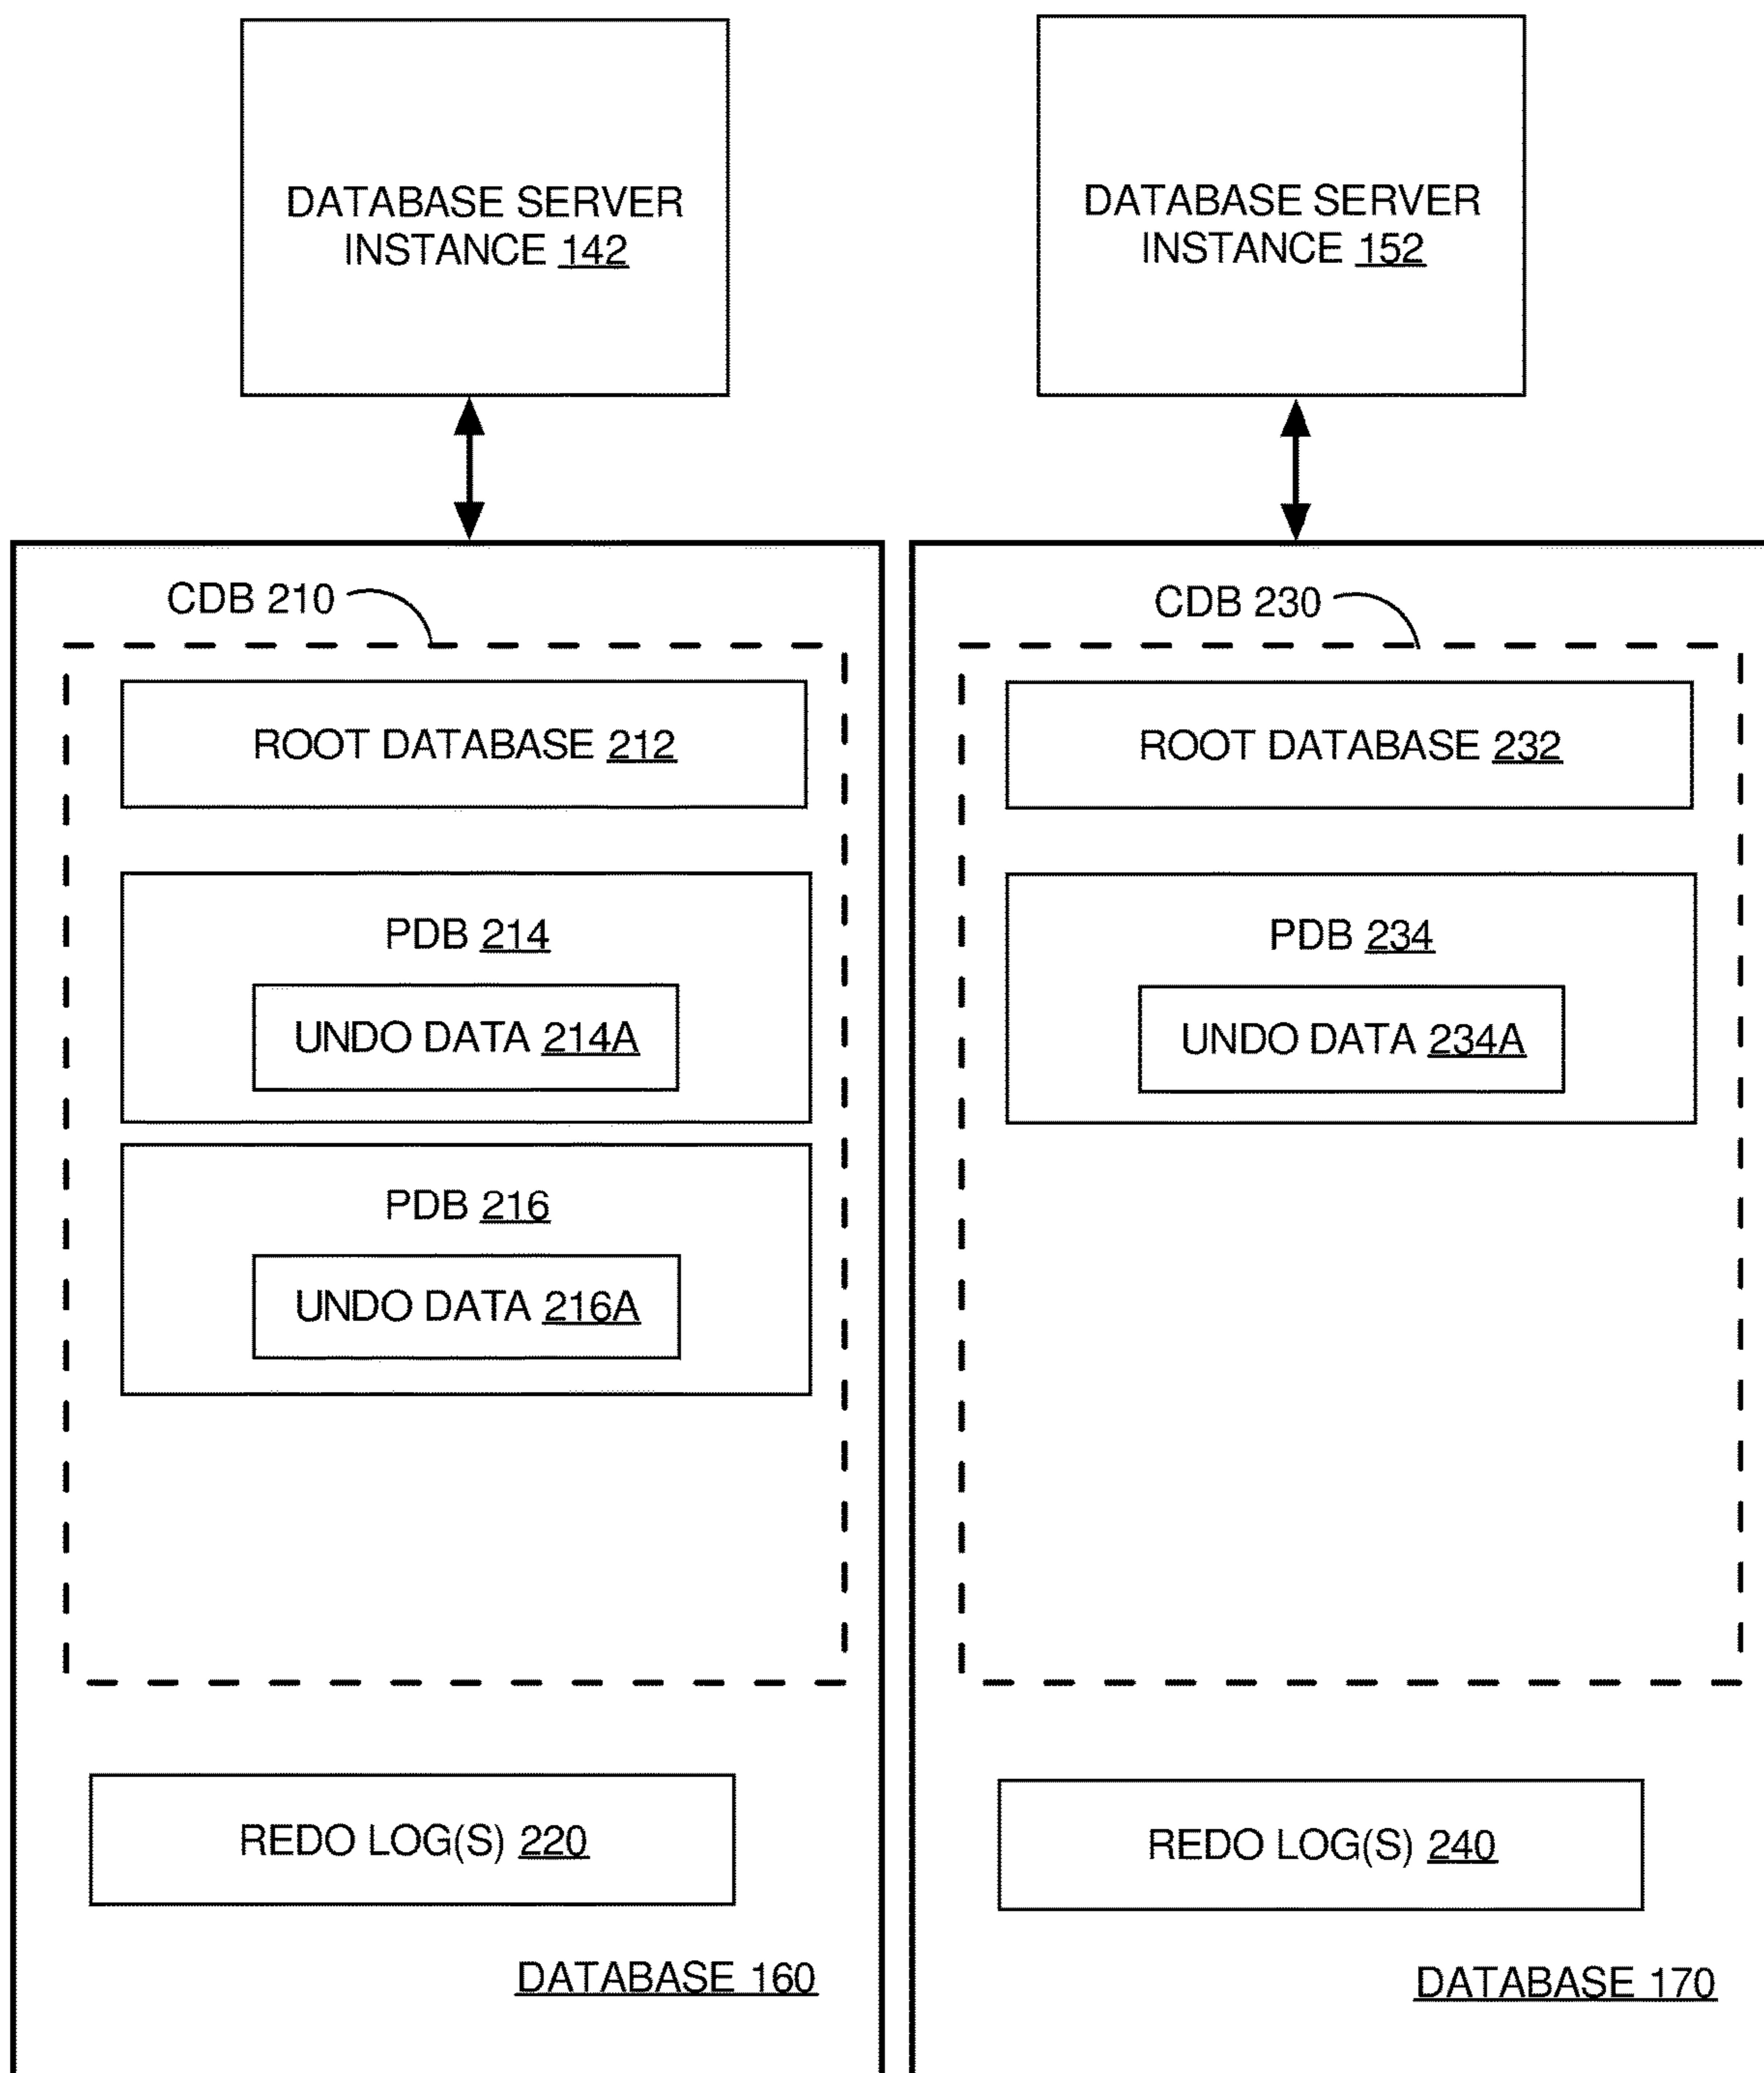 DATABASE SERVER
INSTANCE 142
DATABASE SERVER
INSTANCE 152
CDB 210
ROOT DATABASE 212
PDB 214
UNDO DATA 214A
PDB 216
UNDO DATA 216A
REDO LOG(S) 220
DATABASE 160
CDB 230
ROOT DATABASE 232
PDB 234
UNDO DATA 234A
REDO LOG(S) 240
DATABASE 170